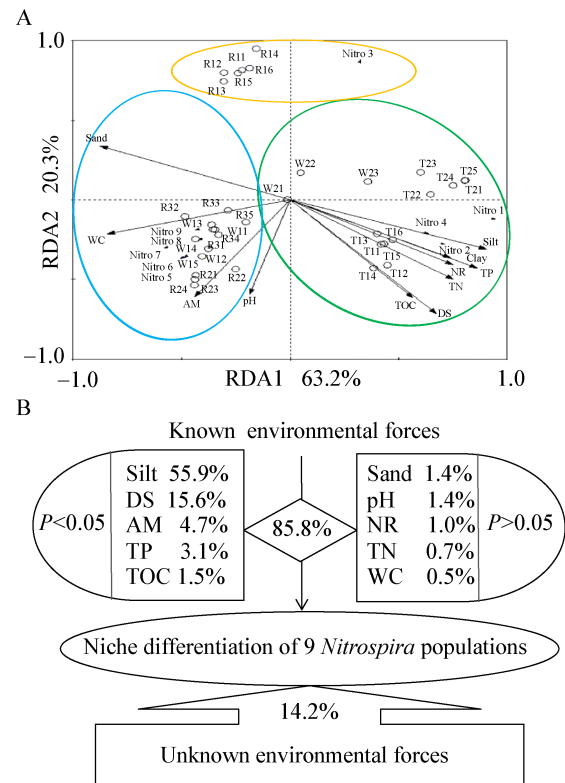 A
1.0
R14
R11
R12
R16
R15
R13
Nitro 3
Sand
RDA2 20.3%
W22
W23
T23
T24
T25
T21
T22
W21
Nitro 1
R32
R33
R35
W13
Nitro 9
W11
R34
Nitro 8
W14
R31
Nitro 7
W12
Nitro 6
W15
Nitro 5
R21
R22
R24
R23
WC
AM
pH
T16
T13
T11
T15
T14
T12
Nitro 4
Nitro 2
Silt
Clay
NR
TP
TN
TOC
DS
−1.0
−1.0
RDA1 63.2%
1.0
B
Known environmental forces
P<0.05
Silt 55.9%
DS 15.6%
AM 4.7%
TP 3.1%
TOC 1.5%
85.8%
Sand 1.4%
pH 1.4%
NR 1.0%
TN 0.7%
WC 0.5%
P>0.05
Niche differentiation of 9 Nitrospira populations
14.2%
Unknown environmental forces